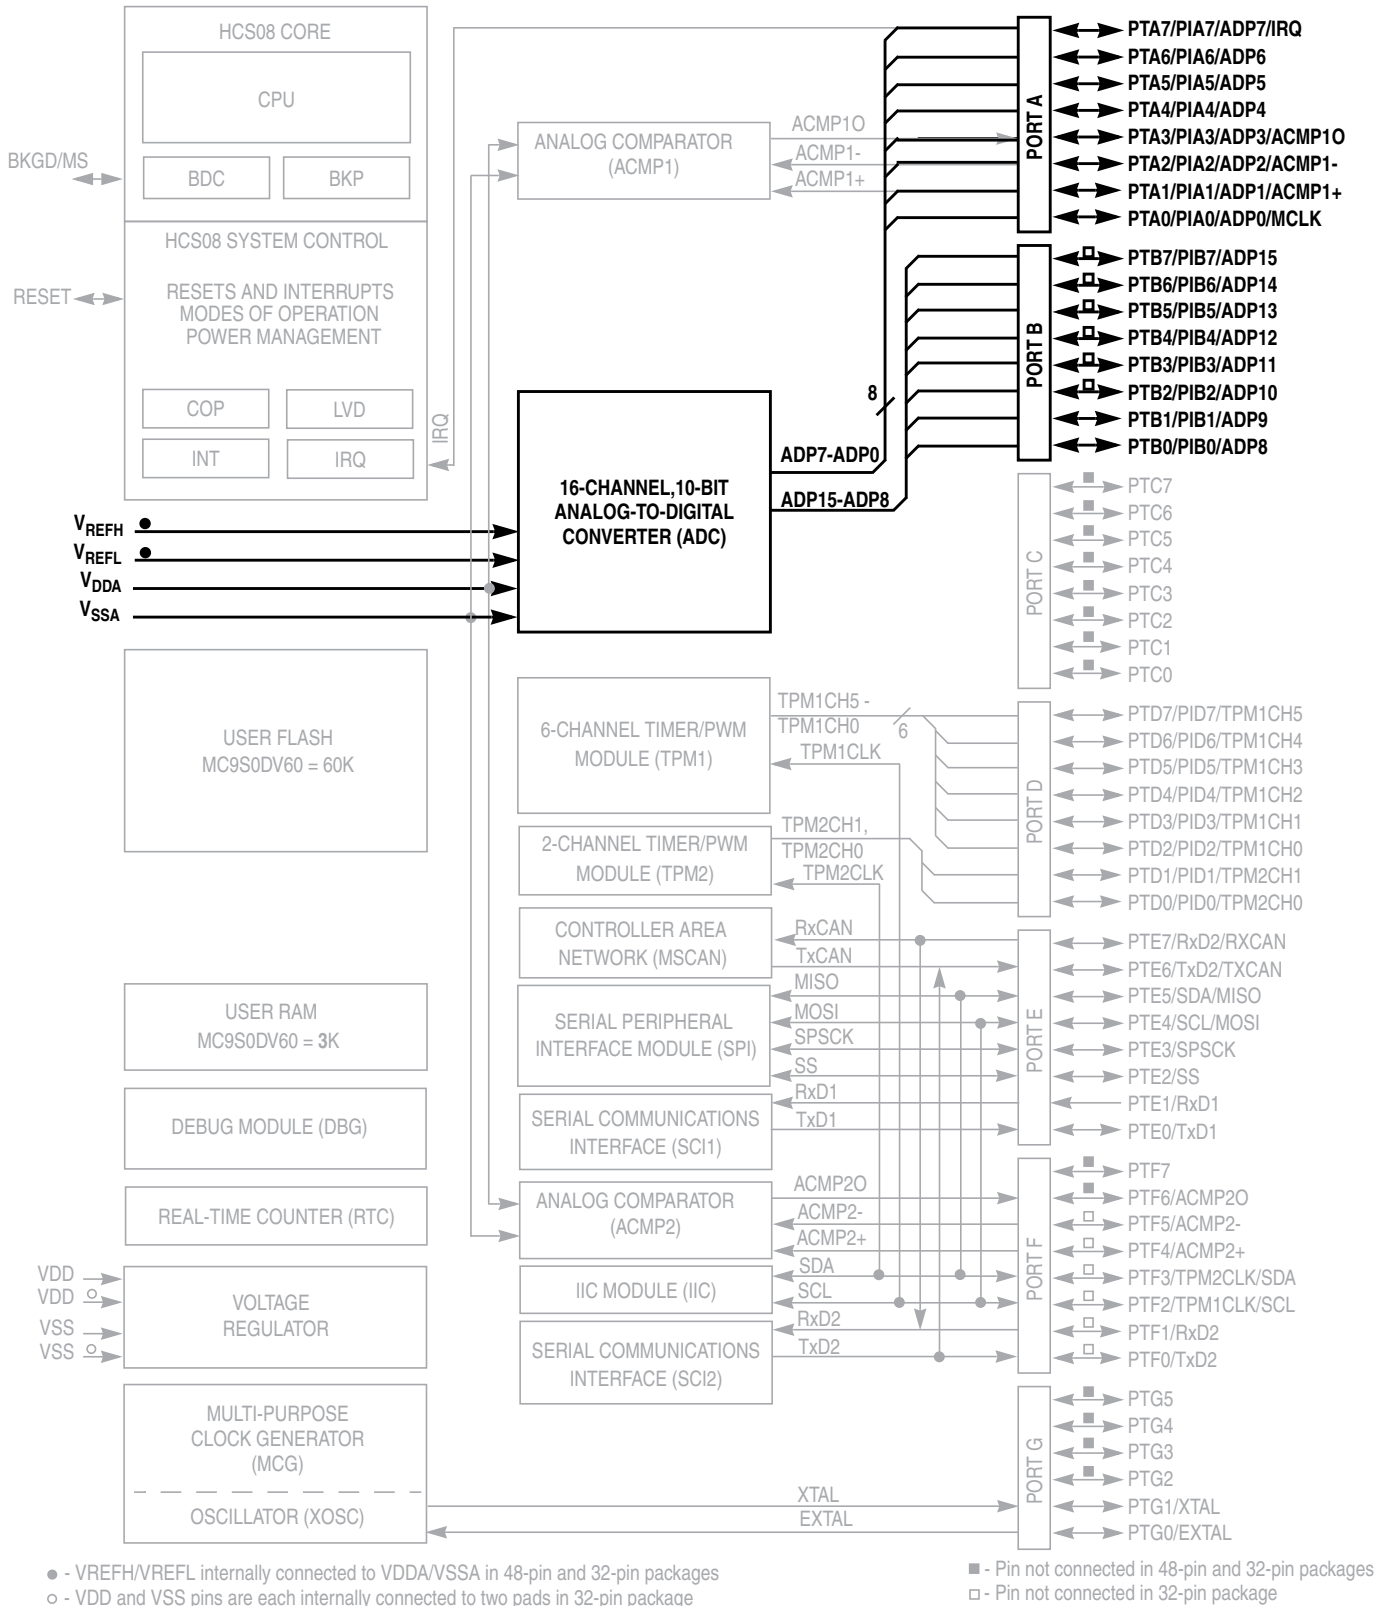 HCS08 CORE
CPU
BDC
BKP
BKGD/MS
HCS08 SYSTEM CONTROL
RESETS AND INTERRUPTS
MODES OF OPERATION
POWER MANAGEMENT
RESET
COP
LVD
INT
IRQ
IRQ
VREFH
VREFL
VDDA
VSSA
USER FLASH
MC9S0DV60 = 60K
USER RAM
MC9S0DV60 = 3K
DEBUG MODULE (DBG)
REAL-TIME COUNTER (RTC)
VDD
VDD
VSS
VSS
VOLTAGE
REGULATOR
MULTI-PURPOSE
CLOCK GENERATOR
(MCG)
OSCILLATOR (XOSC)
ANALOG COMPARATOR
(ACMP1)
ACMP1O
ACMP1-
ACMP1+
16-CHANNEL,10-BIT
ANALOG-TO-DIGITAL
CONVERTER (ADC)
8
ADP7-ADP0
ADP15-ADP8
6-CHANNEL TIMER/PWM
MODULE (TPM1)
TPM1CH5 -
TPM1CH0
6
TPM1CLK
2-CHANNEL TIMER/PWM
MODULE (TPM2)
TPM2CH1,
TPM2CH0
TPM2CLK
CONTROLLER AREA
NETWORK (MSCAN)
RxCAN
TxCAN
SERIAL PERIPHERAL
INTERFACE MODULE (SPI)
MISO
MOSI
SPSCK
SS
SERIAL COMMUNICATIONS
INTERFACE (SCI1)
RxD1
TxD1
ANALOG COMPARATOR
(ACMP2)
ACMP2O
ACMP2-
ACMP2+
IIC MODULE (IIC)
SDA
SCL
SERIAL COMMUNICATIONS
INTERFACE (SCI2)
RxD2
TxD2
XTAL
EXTAL
PORT A
PTA7/PIA7/ADP7/IRQ
PTA6/PIA6/ADP6
PTA5/PIA5/ADP5
PTA4/PIA4/ADP4
PTA3/PIA3/ADP3/ACMP1O
PTA2/PIA2/ADP2/ACMP1-
PTA1/PIA1/ADP1/ACMP1+
PTA0/PIA0/ADP0/MCLK
PORT B
PTB7/PIB7/ADP15
PTB6/PIB6/ADP14
PTB5/PIB5/ADP13
PTB4/PIB4/ADP12
PTB3/PIB3/ADP11
PTB2/PIB2/ADP10
PTB1/PIB1/ADP9
PTB0/PIB0/ADP8
PORT C
PTC7
PTC6
PTC5
PTC4
PTC3
PTC2
PTC1
PTC0
PORT D
PTD7/PID7/TPM1CH5
PTD6/PID6/TPM1CH4
PTD5/PID5/TPM1CH3
PTD4/PID4/TPM1CH2
PTD3/PID3/TPM1CH1
PTD2/PID2/TPM1CH0
PTD1/PID1/TPM2CH1
PTD0/PID0/TPM2CH0
PORT E
PTE7/RxD2/RXCAN
PTE6/TxD2/TXCAN
PTE5/SDA/MISO
PTE4/SCL/MOSI
PTE3/SPSCK
PTE2/SS
PTE1/RxD1
PTE0/TxD1
PORT F
PTF7
PTF6/ACMP2O
PTF5/ACMP2-
PTF4/ACMP2+
PTF3/TPM2CLK/SDA
PTF2/TPM1CLK/SCL
PTF1/RxD2
PTF0/TxD2
PORT G
PTG5
PTG4
PTG3
PTG2
PTG1/XTAL
PTG0/EXTAL
● - VREFH/VREFL internally connected to VDDA/VSSA in 48-pin and 32-pin packages
○ - VDD and VSS pins are each internally connected to two pads in 32-pin package
■ - Pin not connected in 48-pin and 32-pin packages
□ - Pin not connected in 32-pin package